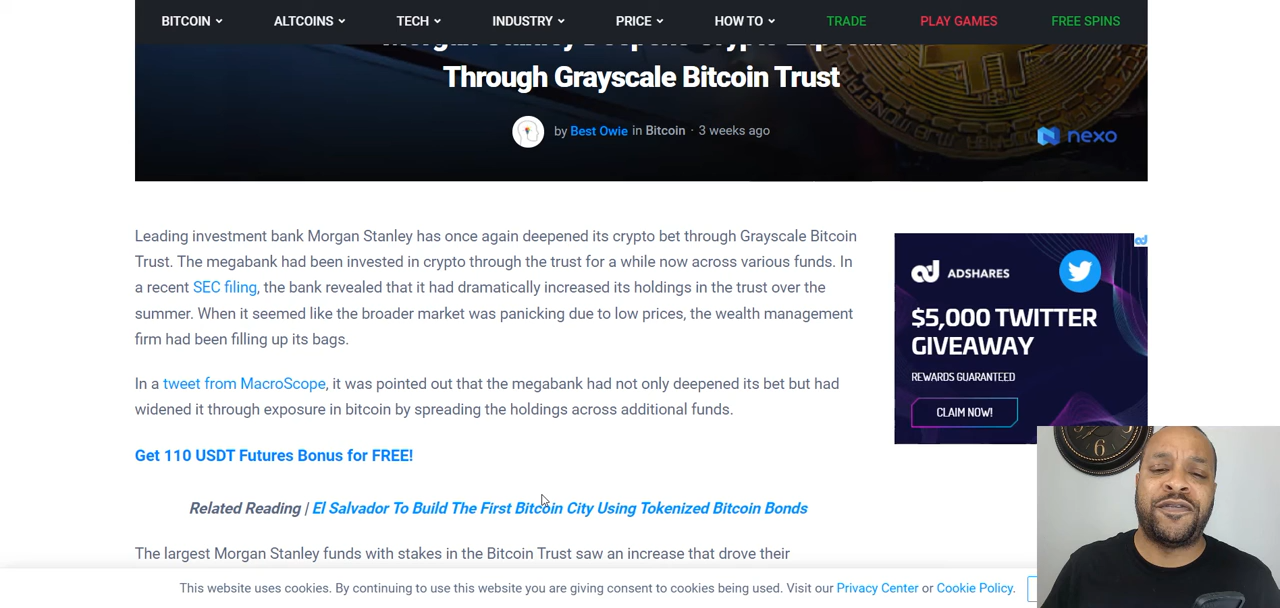 BITCOIN ALTCOINS TECH INDUSTRY PRICE HOW TO TRADE PLAY GAMES FREE SPINS
Through Grayscale Bitcoin Trust
by Best Owie in Bitcoin · 3 weeks ago
nexo
Leading investment bank Morgan Stanley has once again deepened its crypto bet through Grayscale Bitcoin
Trust. The megabank had been invested in crypto through the trust for a while now across various funds. In
a recent SEC filing, the bank revealed that it had dramatically increased its holdings in the trust over the
summer. When it seemed like the broader market was panicking due to low prices, the wealth management
firm had been filling up its bags.
In a tweet from MacroScope, it was pointed out that the megabank had not only deepened its bet but had
widened it through exposure in bitcoin by spreading the holdings across additional funds.
Get 110 USDT Futures Bonus for FREE!
Related Reading | El Salvador To Build The First Bitcoin City Using Tokenized Bitcoin Bonds
The largest Morgan Stanley funds with stakes in the Bitcoin Trust saw an increase that drove their
ADSHARES
$5,000 TWITTER
GIVEAWAY
REWARDS GUARANTEED
CLAIM NOW!
6
This website uses cookies. By continuing to use this website you are giving consent to cookies being used. Visit our Privacy Center or Cookie Policy.